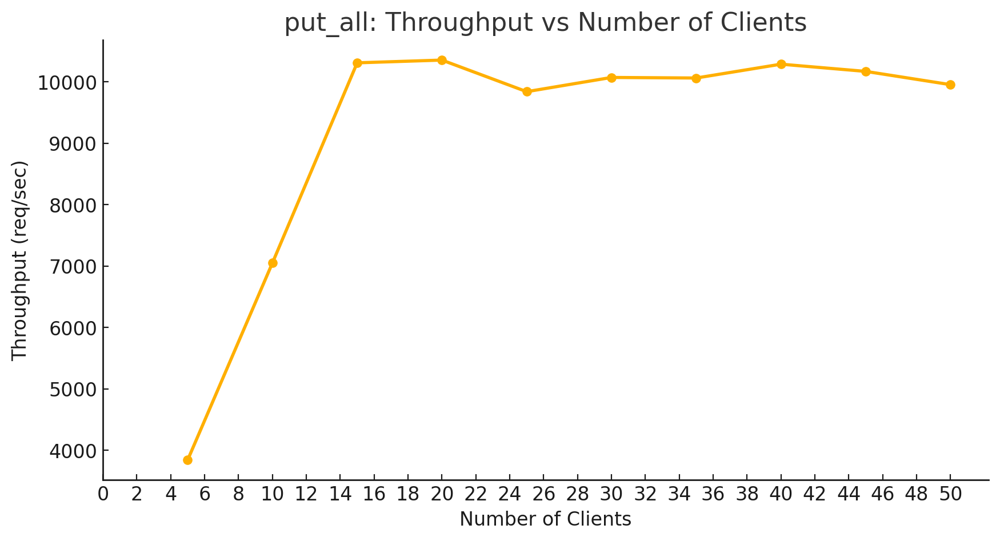 put_all: Throughput vs Number of Clients
Throughput (req/sec)
10000
9000
8000
7000
6000
5000
4000
0 2 4 6 8 10 12 14 16 18 20 22 24 26 28 30 32 34 36 38 40 42 44 46 48 50
Number of Clients